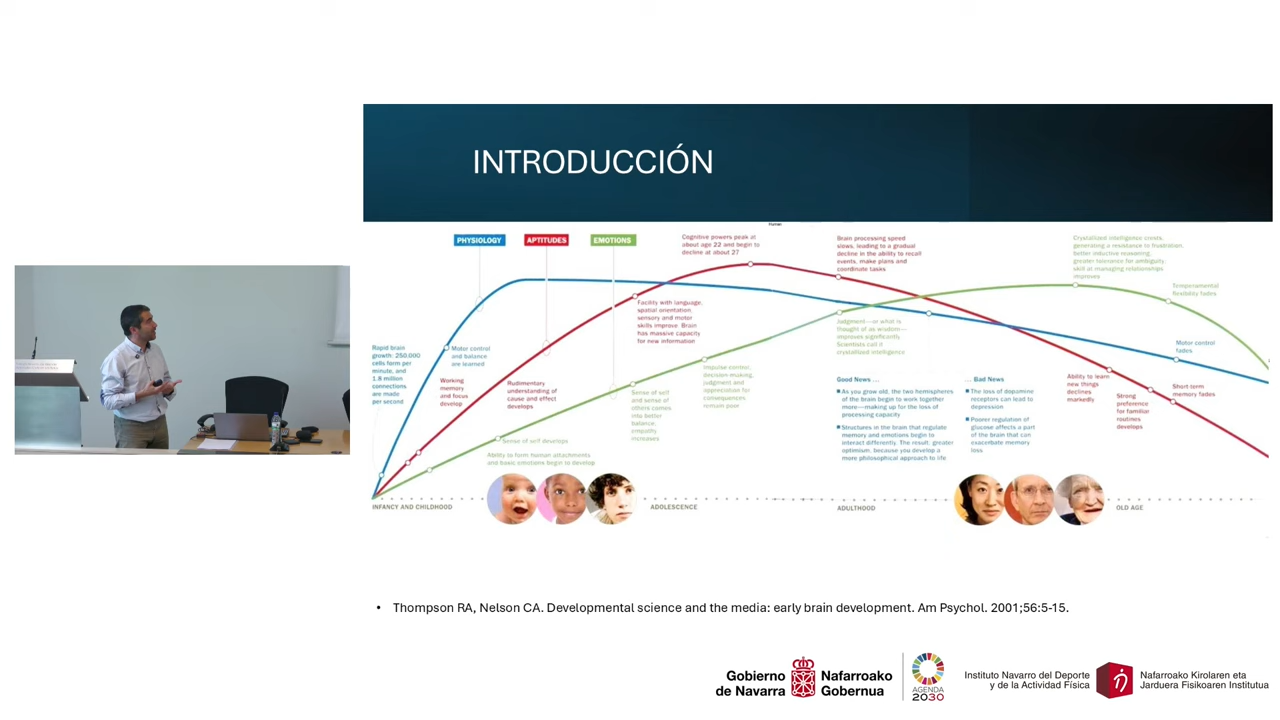 INTRODUCCIÓN
Human
PHYSIOLOGY
APTITUDES
EMOTIONS
Cognitive powers peak at
about age 22 and begin to
decline at about 27
Brain processing speed
slows, leading to a gradual
decline in the ability to recall
events, make plans and
coordinate tasks
Crystallized intelligence crests,
generating a resistance to frustration,
better inductive reasoning,
greater tolerance for ambiguity,
skill at managing relationships
improves
Temperamental
flexibility fades
Facility with language,
spatial orientation,
sensory and motor
skills improve Brain
has massive capacity
for new information
Judgment—or what is
thought of as wisdom—
improves significantly
Scientists call it
crystallized intelligence
Rapid brain
growth: 250,000
cells form per
minute, and
1.8 million
connections
are made
per second
Motor control
and balance
are learned
Motor control
fades
Working
memory
and focus
develop
Rudimentary
understanding of
cause and effect
develops
Sense of self
and sense of
others comes
into better
balance,
empathy
increases
Impulse control,
decision-making,
judgment and
appreciation for
consequences
remain poor
Good News ...
■ As you grow old, the two hemispheres
of the brain begin to work together
more—making up for the loss of
processing capacity
■ Structures in the brain that regulate
memory and emotions begin to
interact differently. The result, greater
optimism, because you develop a
more philosophical approach to life
... Bad News
■ The loss of dopamine
receptors can lead to
depression
■ Poorer regulation of
glucose affects a part
of the brain that can
exacerbate memory
loss
Ability to learn
new things
declines
markedly
Strong
preference
for familiar
routines
develops
Short-term
memory fades
Sense of self develops
Ability to form human attachments
and basic emotions begin to develop
INFANCY AND CHILDHOOD
ADOLESCENCE
ADULTHOOD
OLD AGE
• Thompson RA, Nelson CA. Developmental science and the media: early brain development. Am Psychol. 2001;56:5-15.
Gobierno
de Navarra
Nafarroako
Gobernua
AGENDA
2030
Instituto Navarro del Deporte
y de la Actividad Física
Nafarroako Kirolaren eta
Jarduera Fisikoaren Institutua